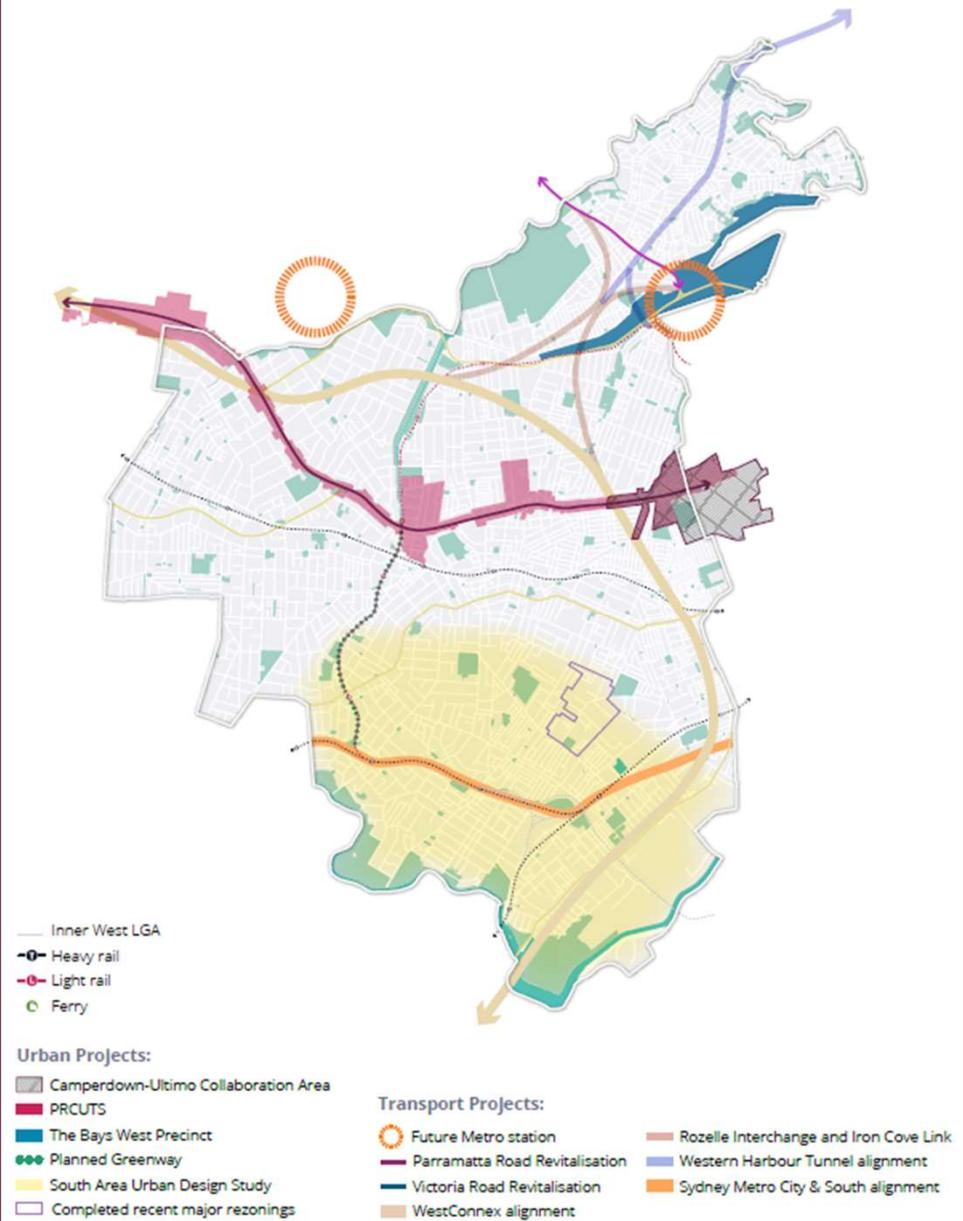 Inner West LGA
Heavy rail
Light rail
Ferry
Urban Projects:
Camperdown-Ultimo Collaboration Area
PRCUTS
The Bays West Precinct
Planned Greenway
South Area Urban Design Study
Completed recent major rezonings
Transport Projects:
Future Metro station
Parramatta Road Revitalisation
Victoria Road Revitalisation
WestConnex alignment
Rozelle Interchange and Iron Cove Link
Western Harbour Tunnel alignment
Sydney Metro City & South alignment